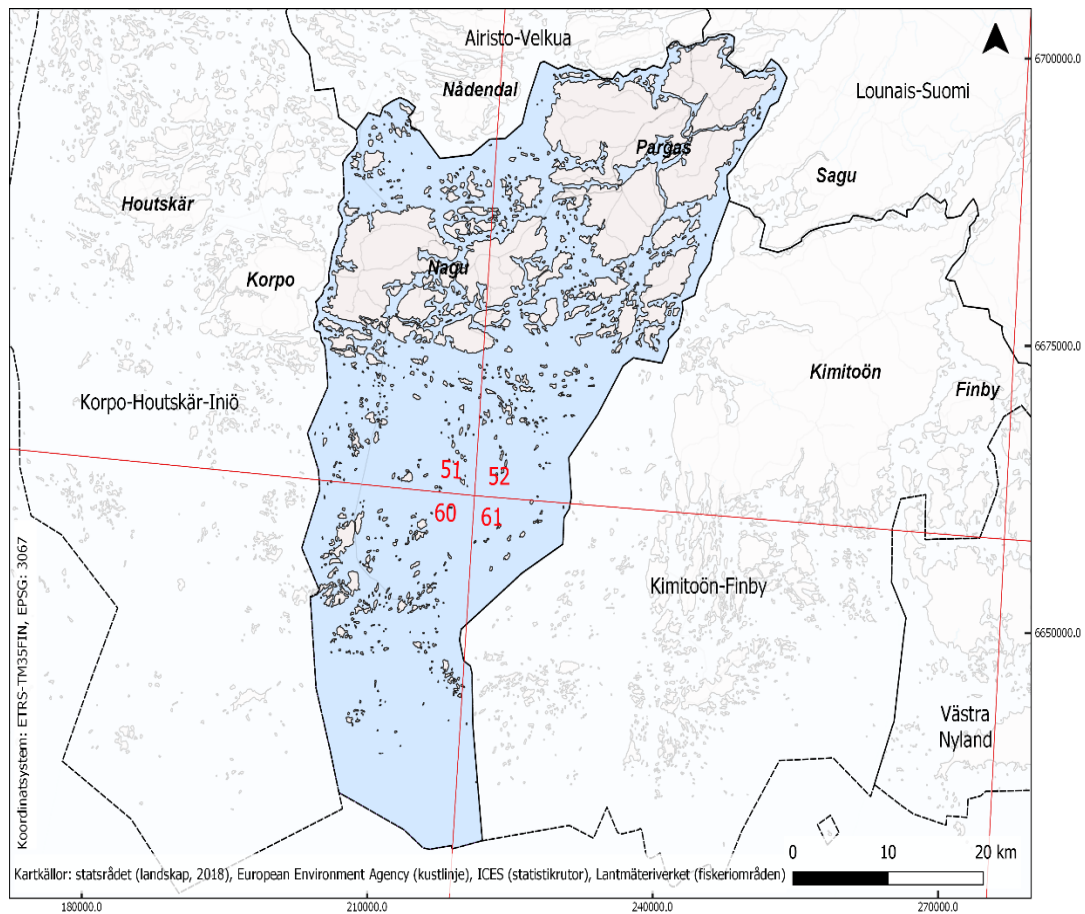 Airisto-Velkua
6700000.0
Nådendal
Lounais-Suomi
Pargas
Sagu
Houtskär
Nagu
Korpo
6675000.0
Kimitoön
Finby
Korpo-Houtskär-Iniö
51
52
60
61
Kimitoön-Finby
6650000.0
Västra
Nyland
Koordinatsystem: ETRS-TM35FIN, EPSG: 3067
0
10
20 km
Kartkällor: statsrådet (landskap, 2018), European Environment Agency (kustlinje), ICES (statistikrutor), Lantmäteriverket (fiskeriområden)
180000.0
210000.0
240000.0
270000.0